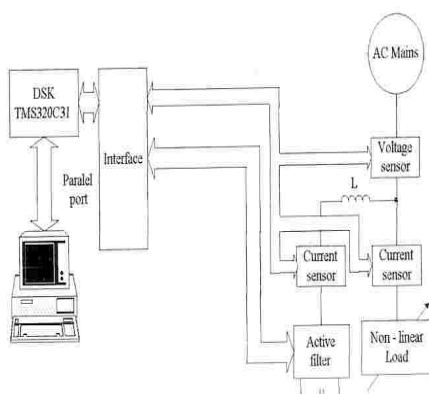 AC Mains
DSK
TMS320C31
Interface
Voltage
sensor
Paralel
port
L
Current
sensor
Current
sensor
Active
filter
Non - linear
Load